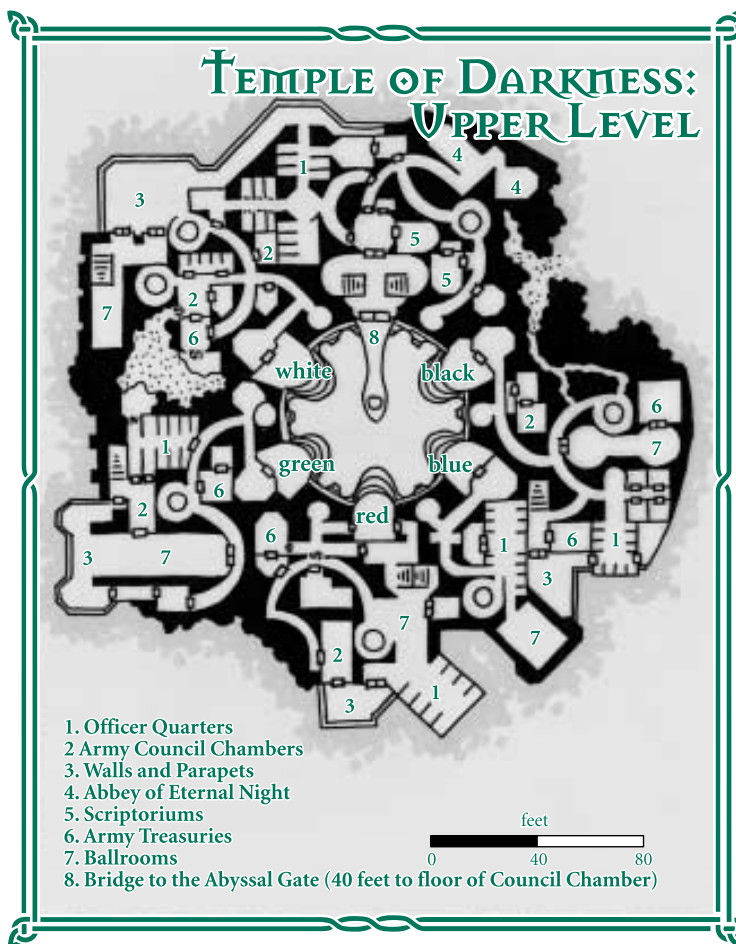 Temple of Darkness:
Upper Level
4
1
4
3
5
2
5
2
7
6
8
white
black
6
2
1
7
green
blue
6
red
2
6
1
6
1
3
7
3
7
7
2
1
3
1. Officer Quarters
2 Army Council Chambers
3. Walls and Parapets
4. Abbey of Eternal Night
5. Scriptoriums
6. Army Treasuries
7. Ballrooms
8. Bridge to the Abyssal Gate (40 feet to floor of Council Chamber)
feet
0 40 80